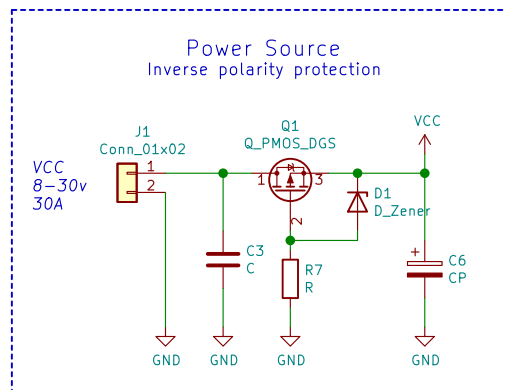 Power Source
Inverse polarity protection
J1
Conn_01x02
VCC
8-30v
30A
1
2
Q1
Q_PMOS_DGS
1
3
2
VCC
D1
D_Zener
C3
C
R7
R
+
C6
CP
GND
GND
GND
GND